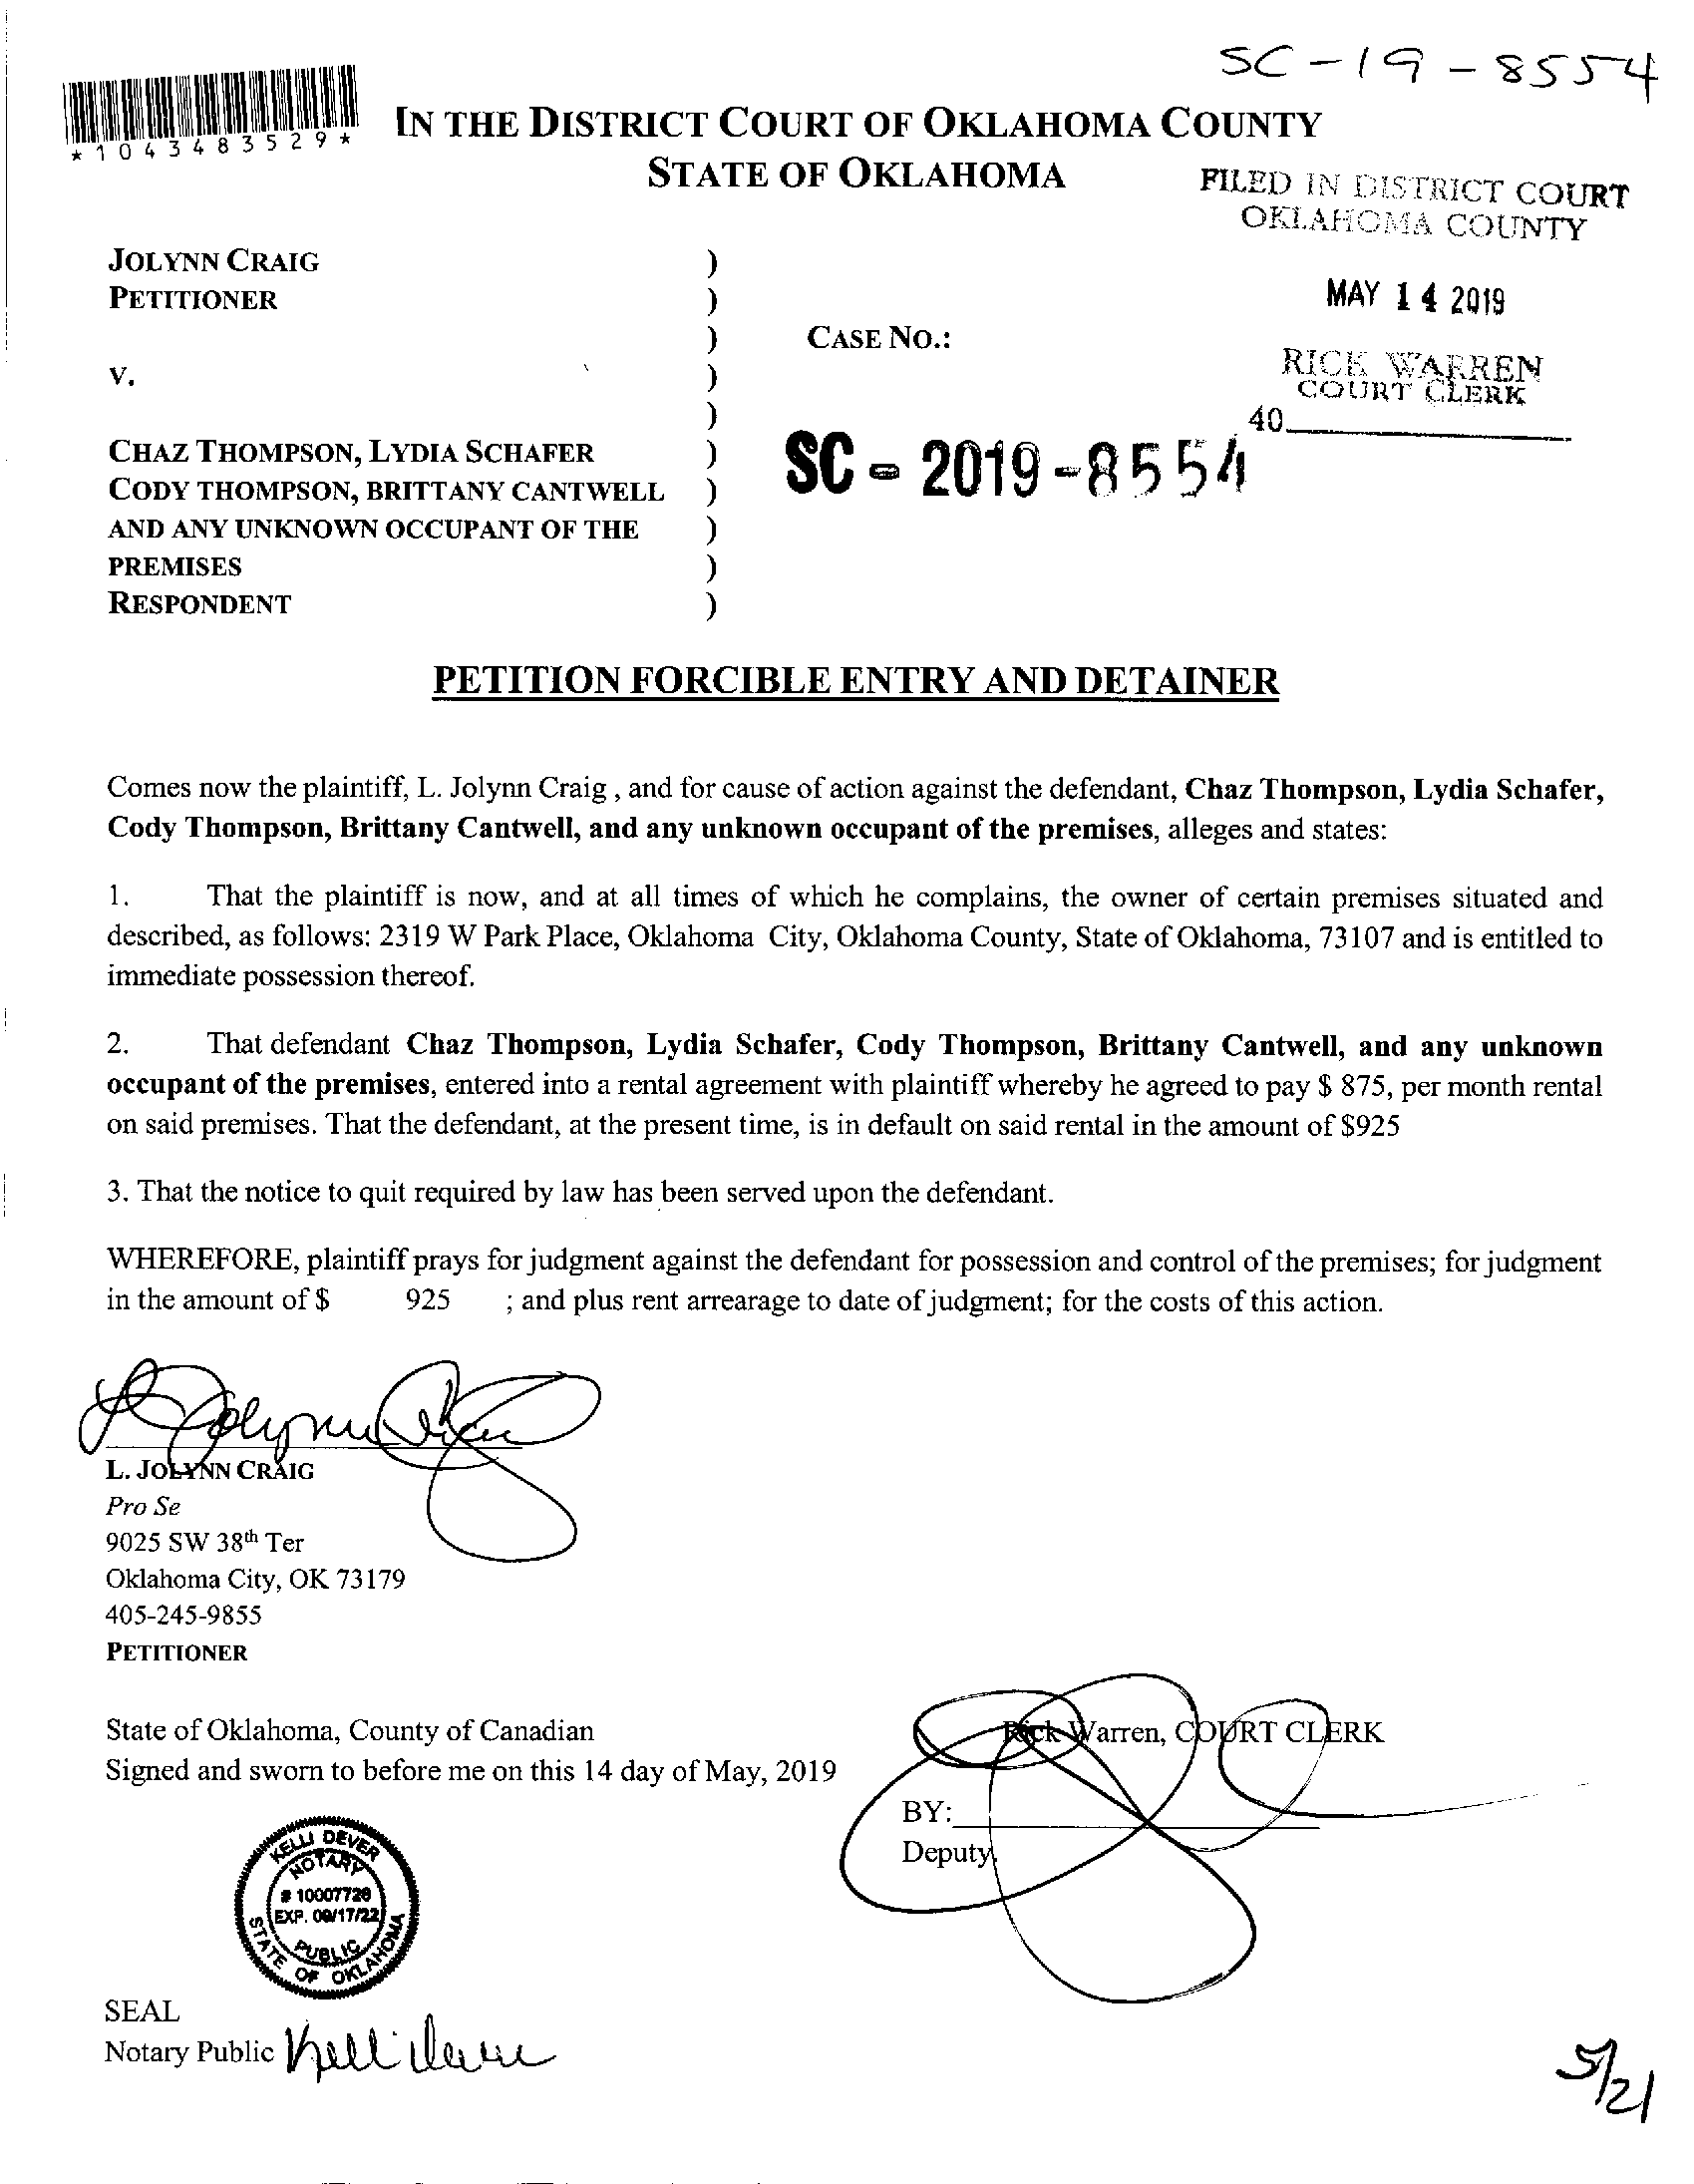 SC-19-8554
*1043483529*
IN THE DISTRICT COURT OF OKLAHOMA COUNTY
STATE OF OKLAHOMA
FILED IN DISTRICT COURT
OKLAHOMA COUNTY
MAY 14 2019
RICK WARREN
COURT CLERK
40
JOLYNN CRAIG )
PETITIONER )
) CASE NO.:
v. )
)
CHAZ THOMPSON, LYDIA SCHAFER )
SC - 2019-8554
CODY THOMPSON, BRITTANY CANTWELL )
AND ANY UNKNOWN OCCUPANT OF THE )
PREMISES )
RESPONDENT )
PETITION FORCIBLE ENTRY AND DETAINER
Comes now the plaintiff, L. Jolynn Craig , and for cause of action against the defendant, Chaz Thompson, Lydia Schafer,
Cody Thompson, Brittany Cantwell, and any unknown occupant of the premises, alleges and states:
1. That the plaintiff is now, and at all times of which he complains, the owner of certain premises situated and
described, as follows: 2319 W Park Place, Oklahoma City, Oklahoma County, State of Oklahoma, 73107 and is entitled to
immediate possession thereof.
2. That defendant Chaz Thompson, Lydia Schafer, Cody Thompson, Brittany Cantwell, and any unknown
occupant of the premises, entered into a rental agreement with plaintiff whereby he agreed to pay $ 875, per month rental
on said premises. That the defendant, at the present time, is in default on said rental in the amount of $925
3. That the notice to quit required by law has been served upon the defendant.
WHEREFORE, plaintiff prays for judgment against the defendant for possession and control of the premises; for judgment
in the amount of $ 925 ; and plus rent arrearage to date of judgment; for the costs of this action.
L. Jolynn Craig
L. JOLYNN CRAIG
Pro Se
9025 SW 38th Ter
Oklahoma City, OK 73179
405-245-9855
PETITIONER
State of Oklahoma, County of Canadian
Signed and sworn to before me on this 14 day of May, 2019
Rick Warren, COURT CLERK
BY:
Deputy
KELLI DEVER
NOTARY
# 10007728
EXP. 09/17/22
PUBLIC
STATE OF OKLAHOMA
SEAL
Notary Public Kelli Dever
5/21